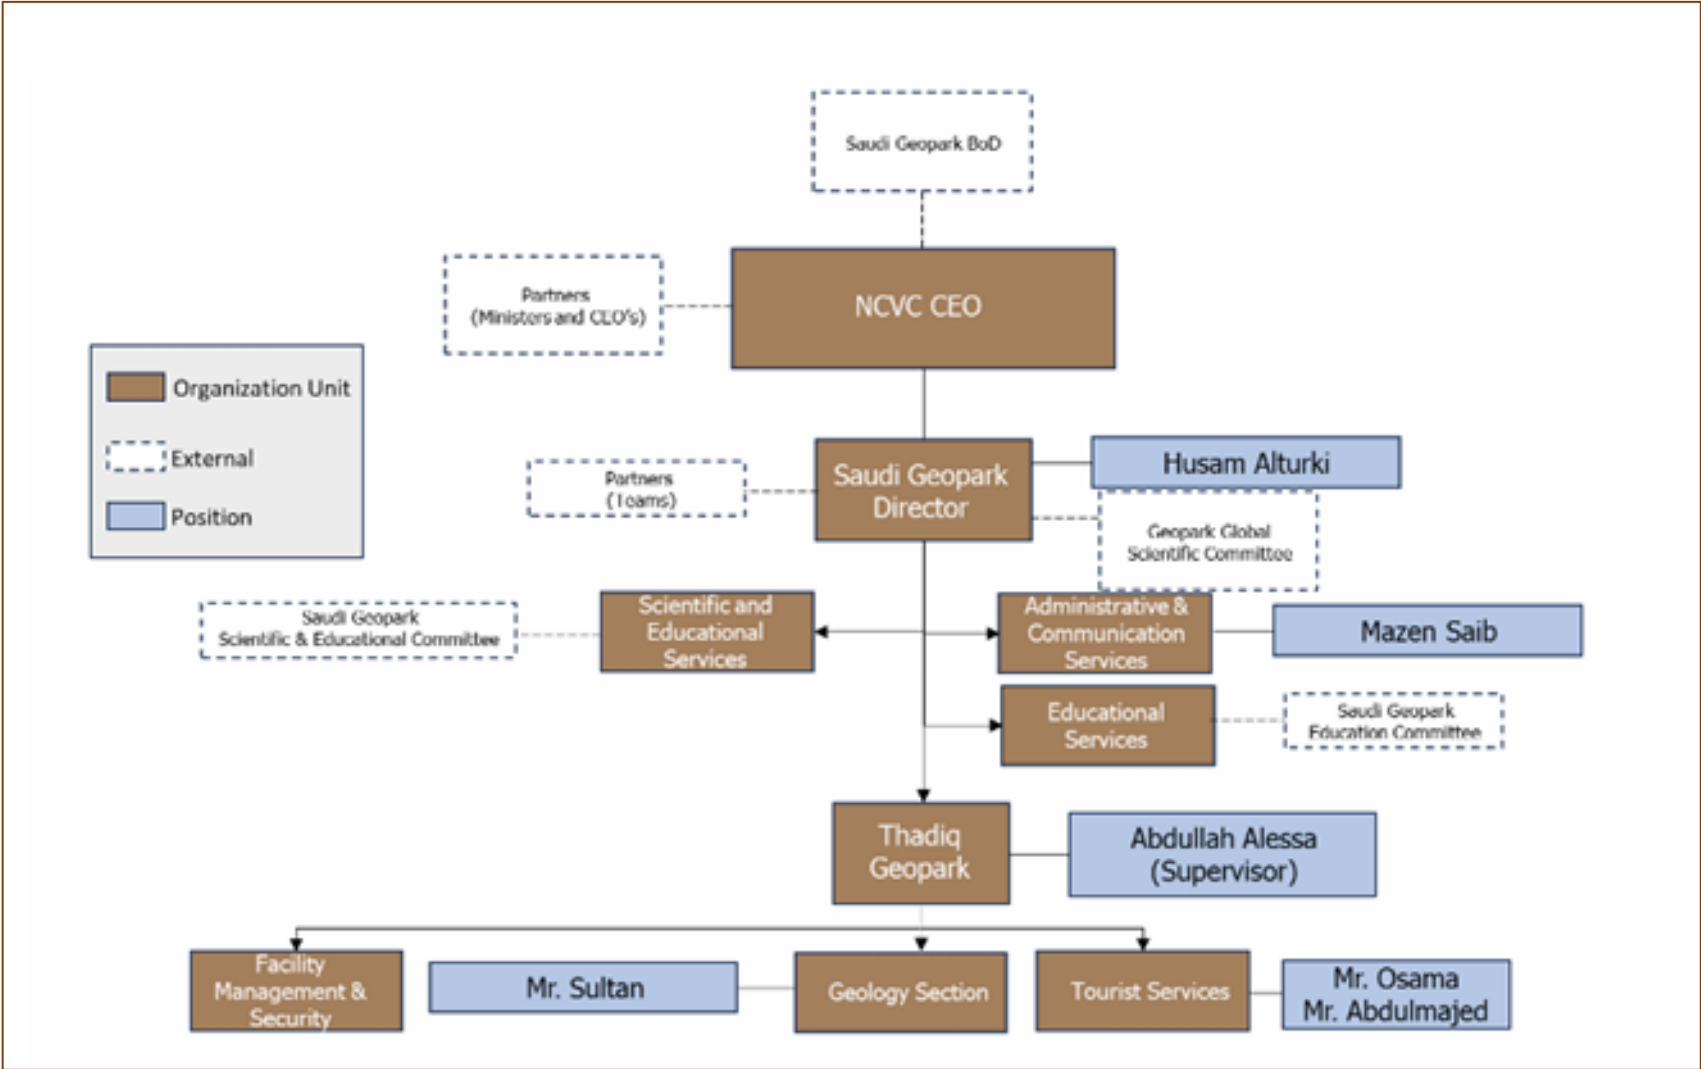 Saudi Geopark BoD
Partners
(Ministers and CEO's)
NCVC CEO
Organization Unit
External
Position
Partners
(Teams)
Saudi Geopark
Director
Husam Alturki
Geopark Global
Scientific Committee
Saudi Geopark
Scientific & Educational Committee
Scientific and
Educational
Services
Administrative &
Communication
Services
Mazen Saib
Educational
Services
Saudi Geopark
Education Committee
Thadiq
Geopark
Abdullah Alessa
(Supervisor)
Facility
Management &
Security
Mr. Sultan
Geology Section
Tourist Services
Mr. Osama
Mr. Abdulmajed